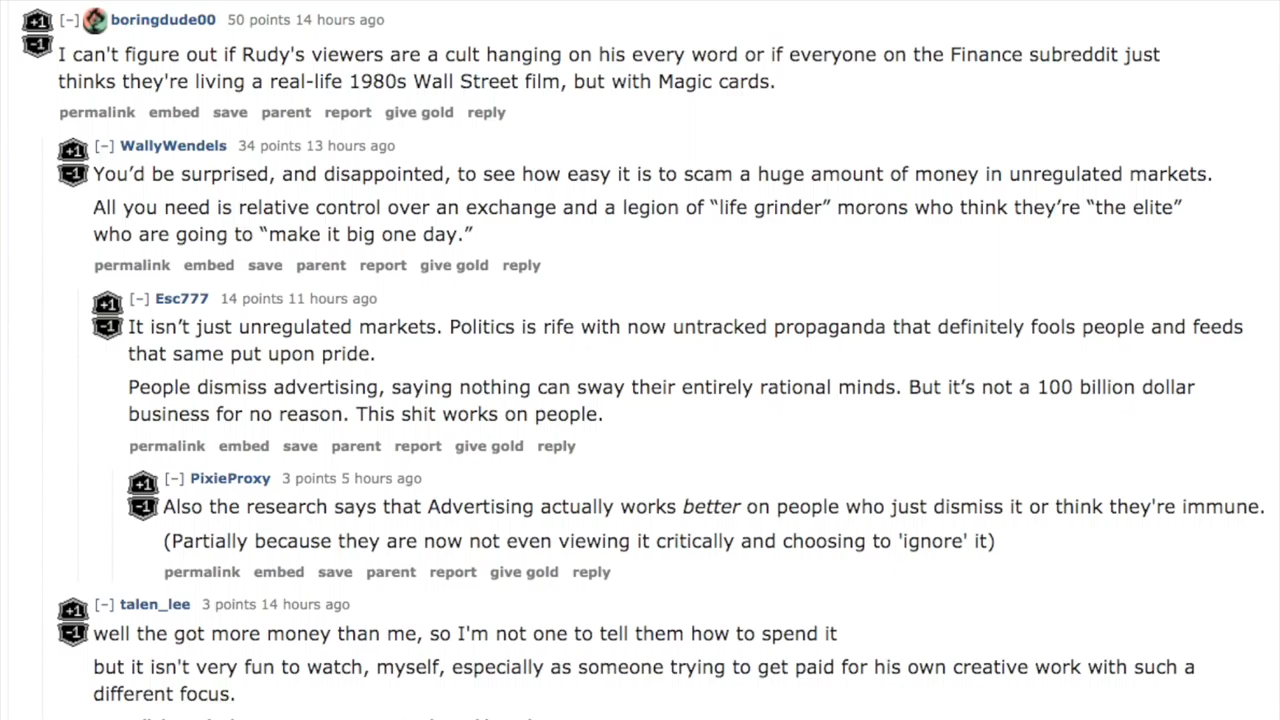 [−] boringdude00 50 points 14 hours ago
I can't figure out if Rudy's viewers are a cult hanging on his every word or if everyone on the Finance subreddit just
thinks they're living a real-life 1980s Wall Street film, but with Magic cards.
permalink embed save parent report give gold reply
[−] WallyWendels 34 points 13 hours ago
You’d be surprised, and disappointed, to see how easy it is to scam a huge amount of money in unregulated markets.
All you need is relative control over an exchange and a legion of “life grinder” morons who think they’re “the elite”
who are going to “make it big one day.”
permalink embed save parent report give gold reply
[−] Esc777 14 points 11 hours ago
It isn’t just unregulated markets. Politics is rife with now untracked propaganda that definitely fools people and feeds
that same put upon pride.
People dismiss advertising, saying nothing can sway their entirely rational minds. But it’s not a 100 billion dollar
business for no reason. This shit works on people.
permalink embed save parent report give gold reply
[−] PixieProxy 3 points 5 hours ago
Also the research says that Advertising actually works better on people who just dismiss it or think they're immune.
(Partially because they are now not even viewing it critically and choosing to 'ignore' it)
permalink embed save parent report give gold reply
[−] talen_lee 3 points 14 hours ago
well the got more money than me, so I'm not one to tell them how to spend it
but it isn't very fun to watch, myself, especially as someone trying to get paid for his own creative work with such a
different focus.